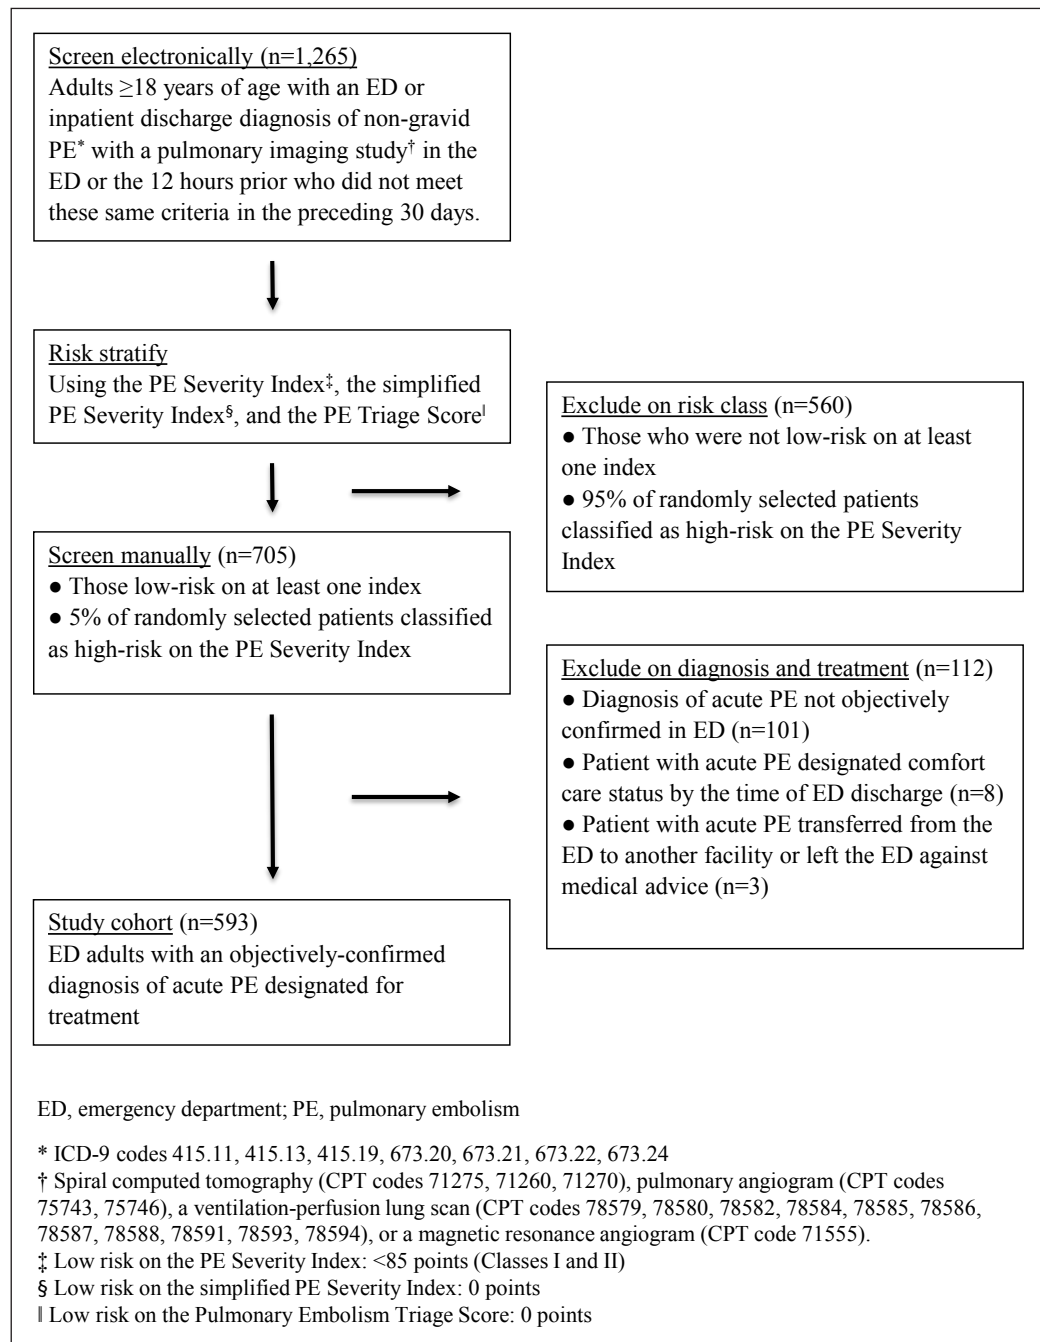 Screen electronically (n=1,265)
Adults ≥18 years of age with an ED or
inpatient discharge diagnosis of non-gravid
PE* with a pulmonary imaging study† in the
ED or the 12 hours prior who did not meet
these same criteria in the preceding 30 days.
Risk stratify
Using the PE Severity Index‡, the simplified
PE Severity Index§, and the PE Triage Score‖
Exclude on risk class (n=560)
● Those who were not low-risk on at least
one index
● 95% of randomly selected patients
classified as high-risk on the PE Severity
Index
Screen manually (n=705)
● Those low-risk on at least one index
● 5% of randomly selected patients classified
as high-risk on the PE Severity Index
Exclude on diagnosis and treatment (n=112)
● Diagnosis of acute PE not objectively
confirmed in ED (n=101)
● Patient with acute PE designated comfort
care status by the time of ED discharge (n=8)
● Patient with acute PE transferred from the
ED to another facility or left the ED against
medical advice (n=3)
Study cohort (n=593)
ED adults with an objectively-confirmed
diagnosis of acute PE designated for
treatment
ED, emergency department; PE, pulmonary embolism
* ICD-9 codes 415.11, 415.13, 415.19, 673.20, 673.21, 673.22, 673.24
† Spiral computed tomography (CPT codes 71275, 71260, 71270), pulmonary angiogram (CPT codes
75743, 75746), a ventilation-perfusion lung scan (CPT codes 78579, 78580, 78582, 78584, 78585, 78586,
78587, 78588, 78591, 78593, 78594), or a magnetic resonance angiogram (CPT code 71555).
‡ Low risk on the PE Severity Index: <85 points (Classes I and II)
§ Low risk on the simplified PE Severity Index: 0 points
‖ Low risk on the Pulmonary Embolism Triage Score: 0 points